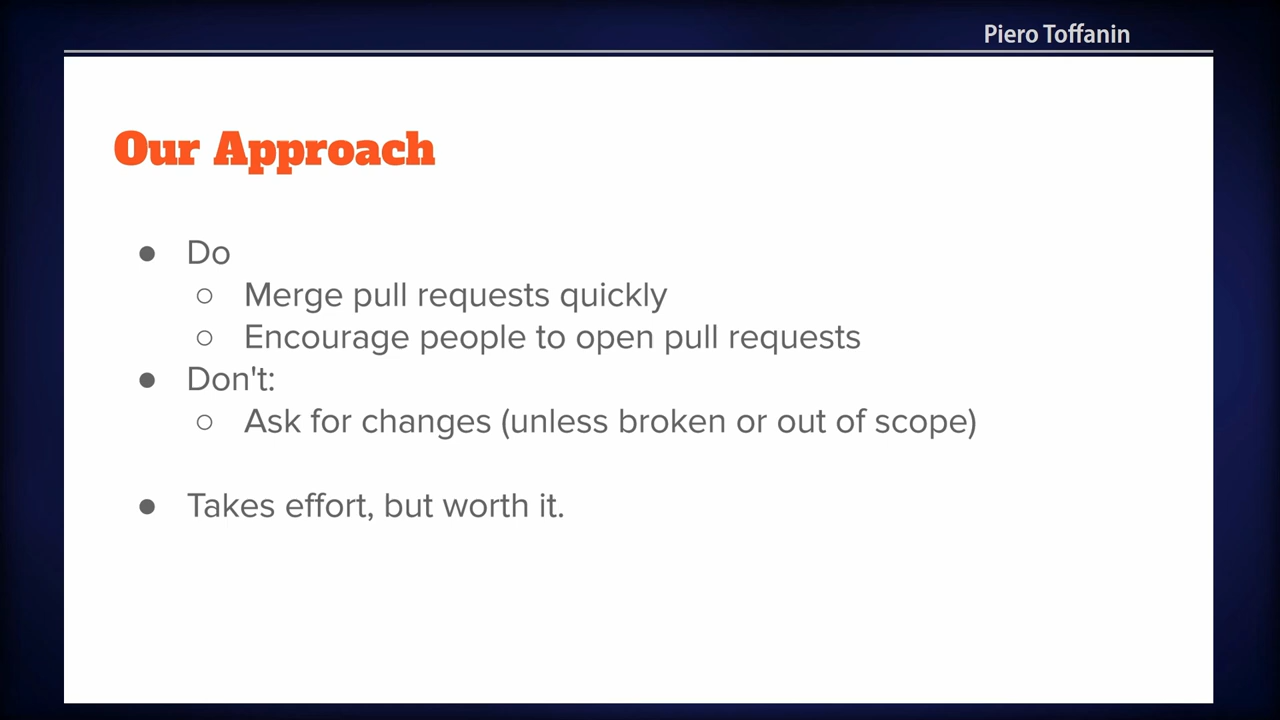 Piero Toffanin
Our Approach
● Do
○ Merge pull requests quickly
○ Encourage people to open pull requests
● Don't:
○ Ask for changes (unless broken or out of scope)
● Takes effort, but worth it.